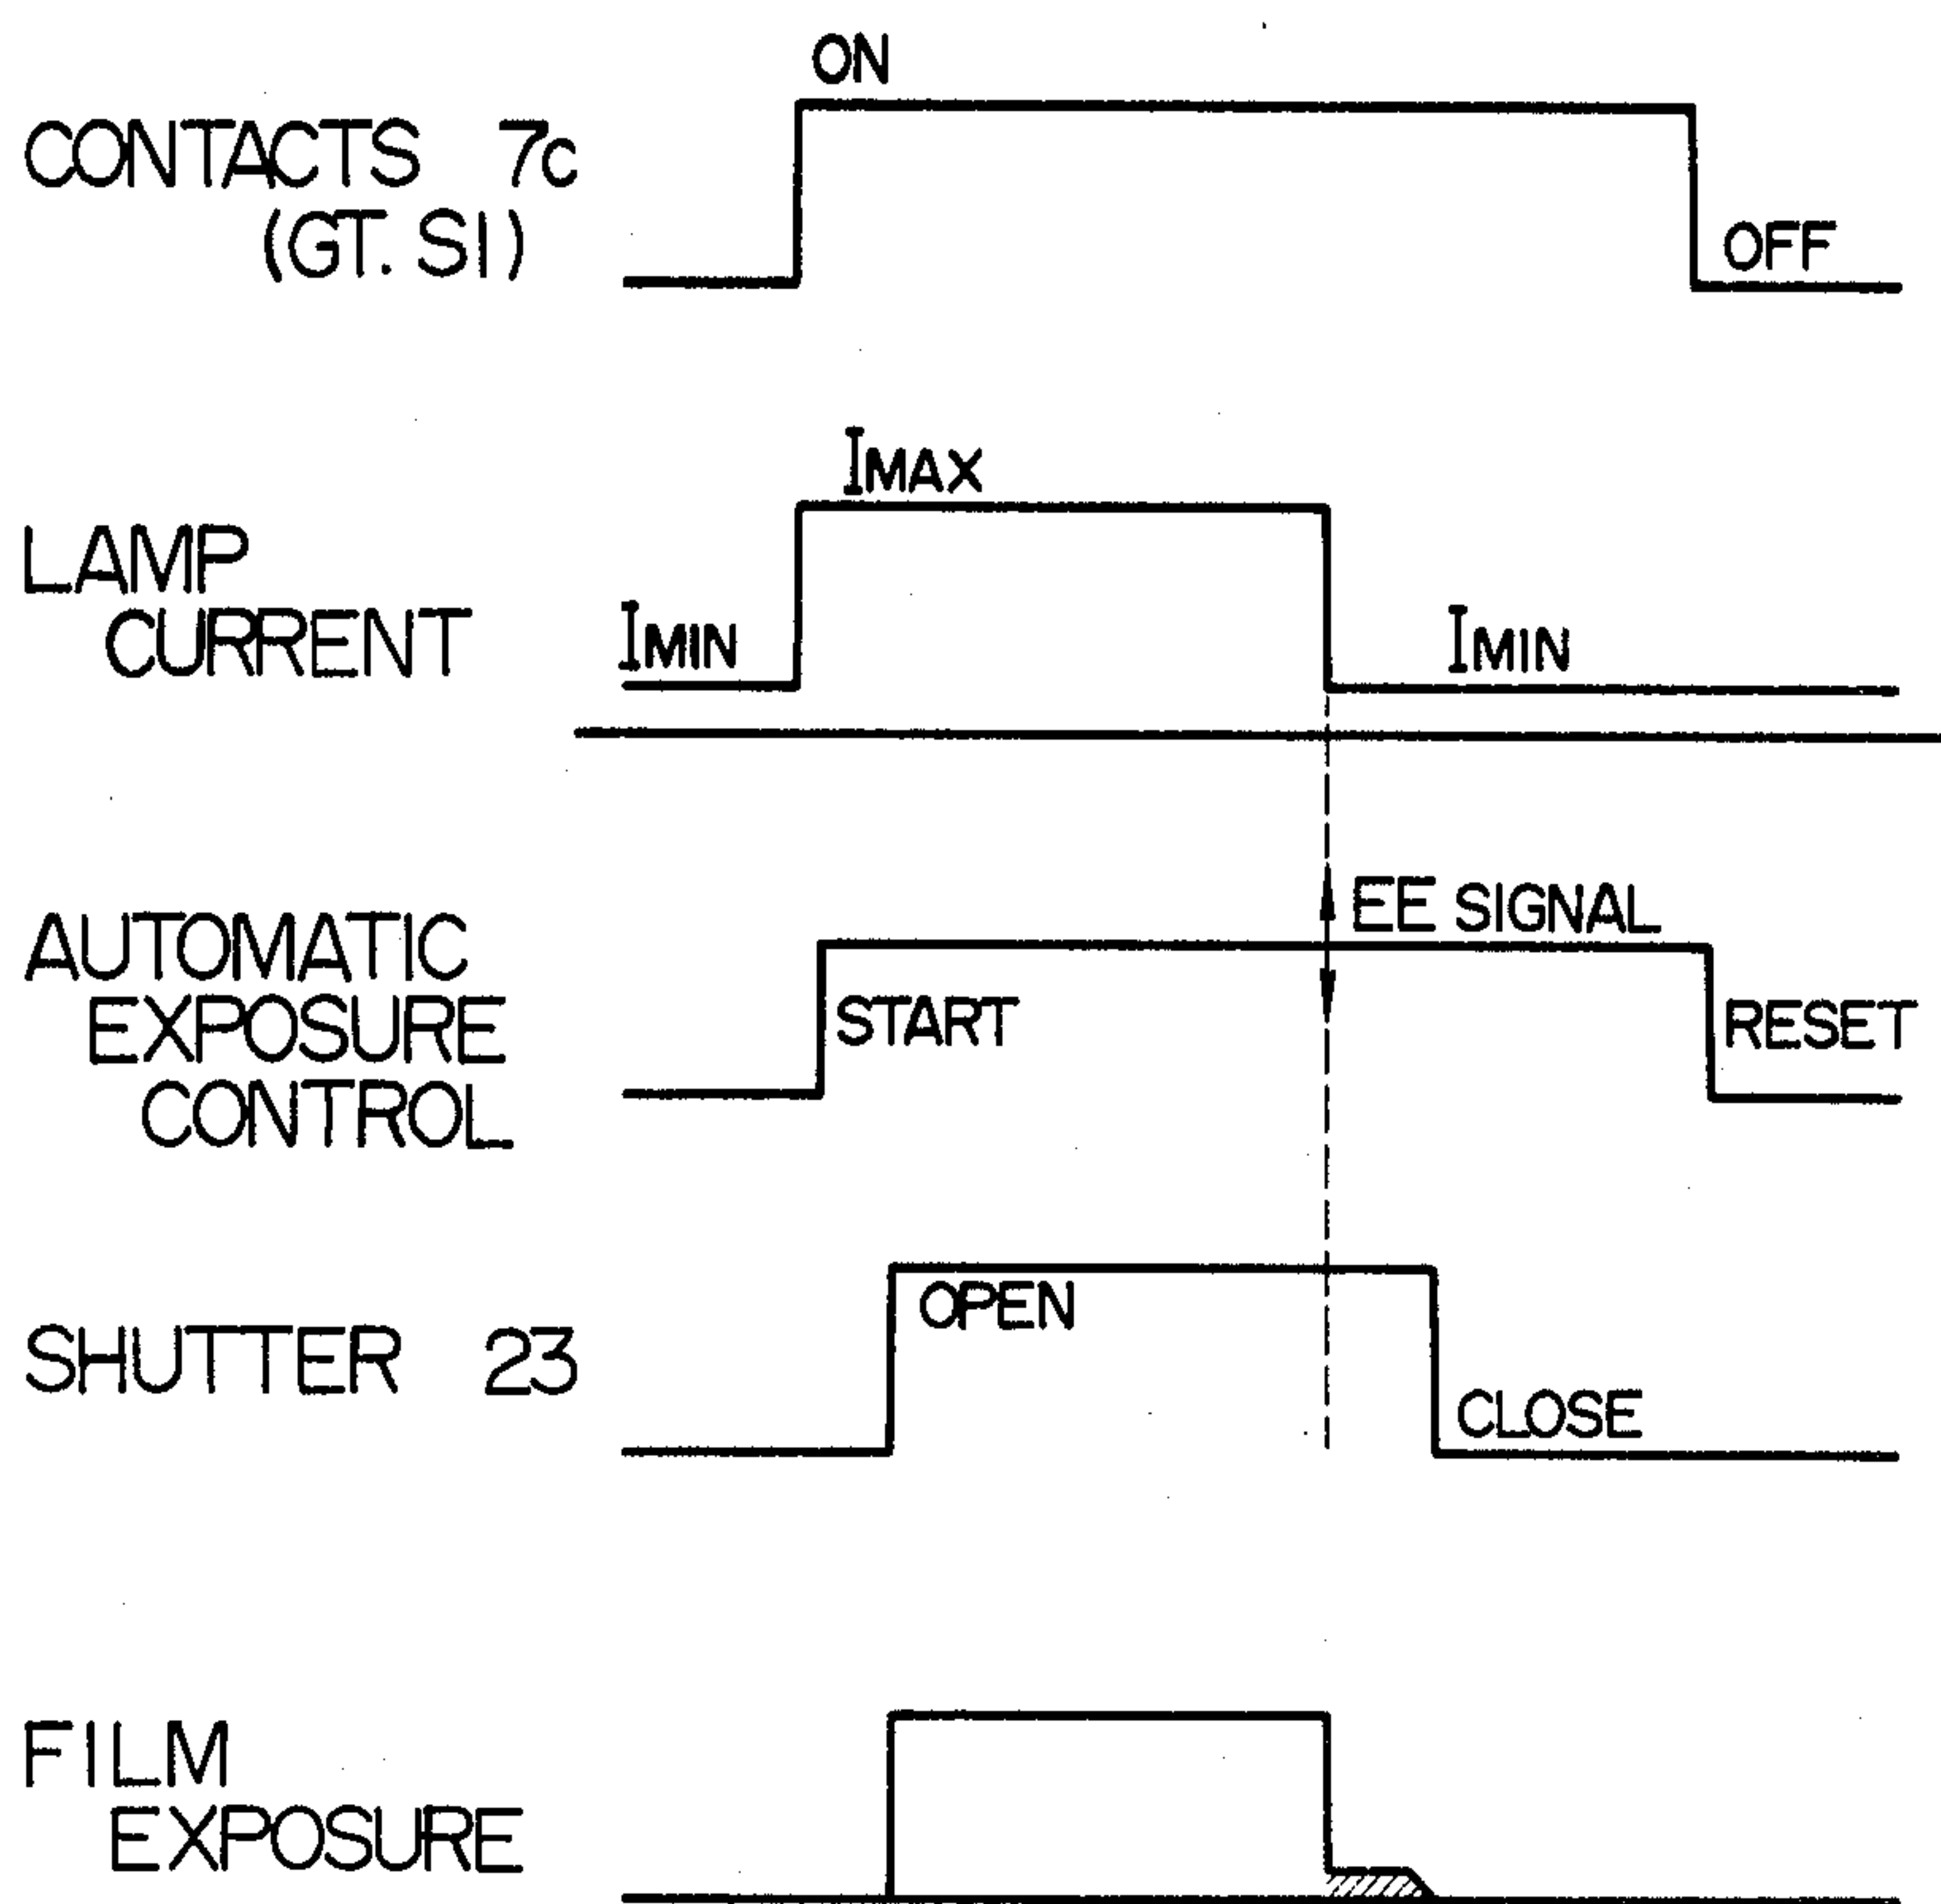 ON
CONTACTS 7c
(GT. S1)
OFF
IMAX
LAMP
CURRENT
IMIN
IMIN
EE SIGNAL
AUTOMATIC
EXPOSURE
CONTROL
START
RESET
OPEN
SHUTTER 23
CLOSE
FILM
EXPOSURE